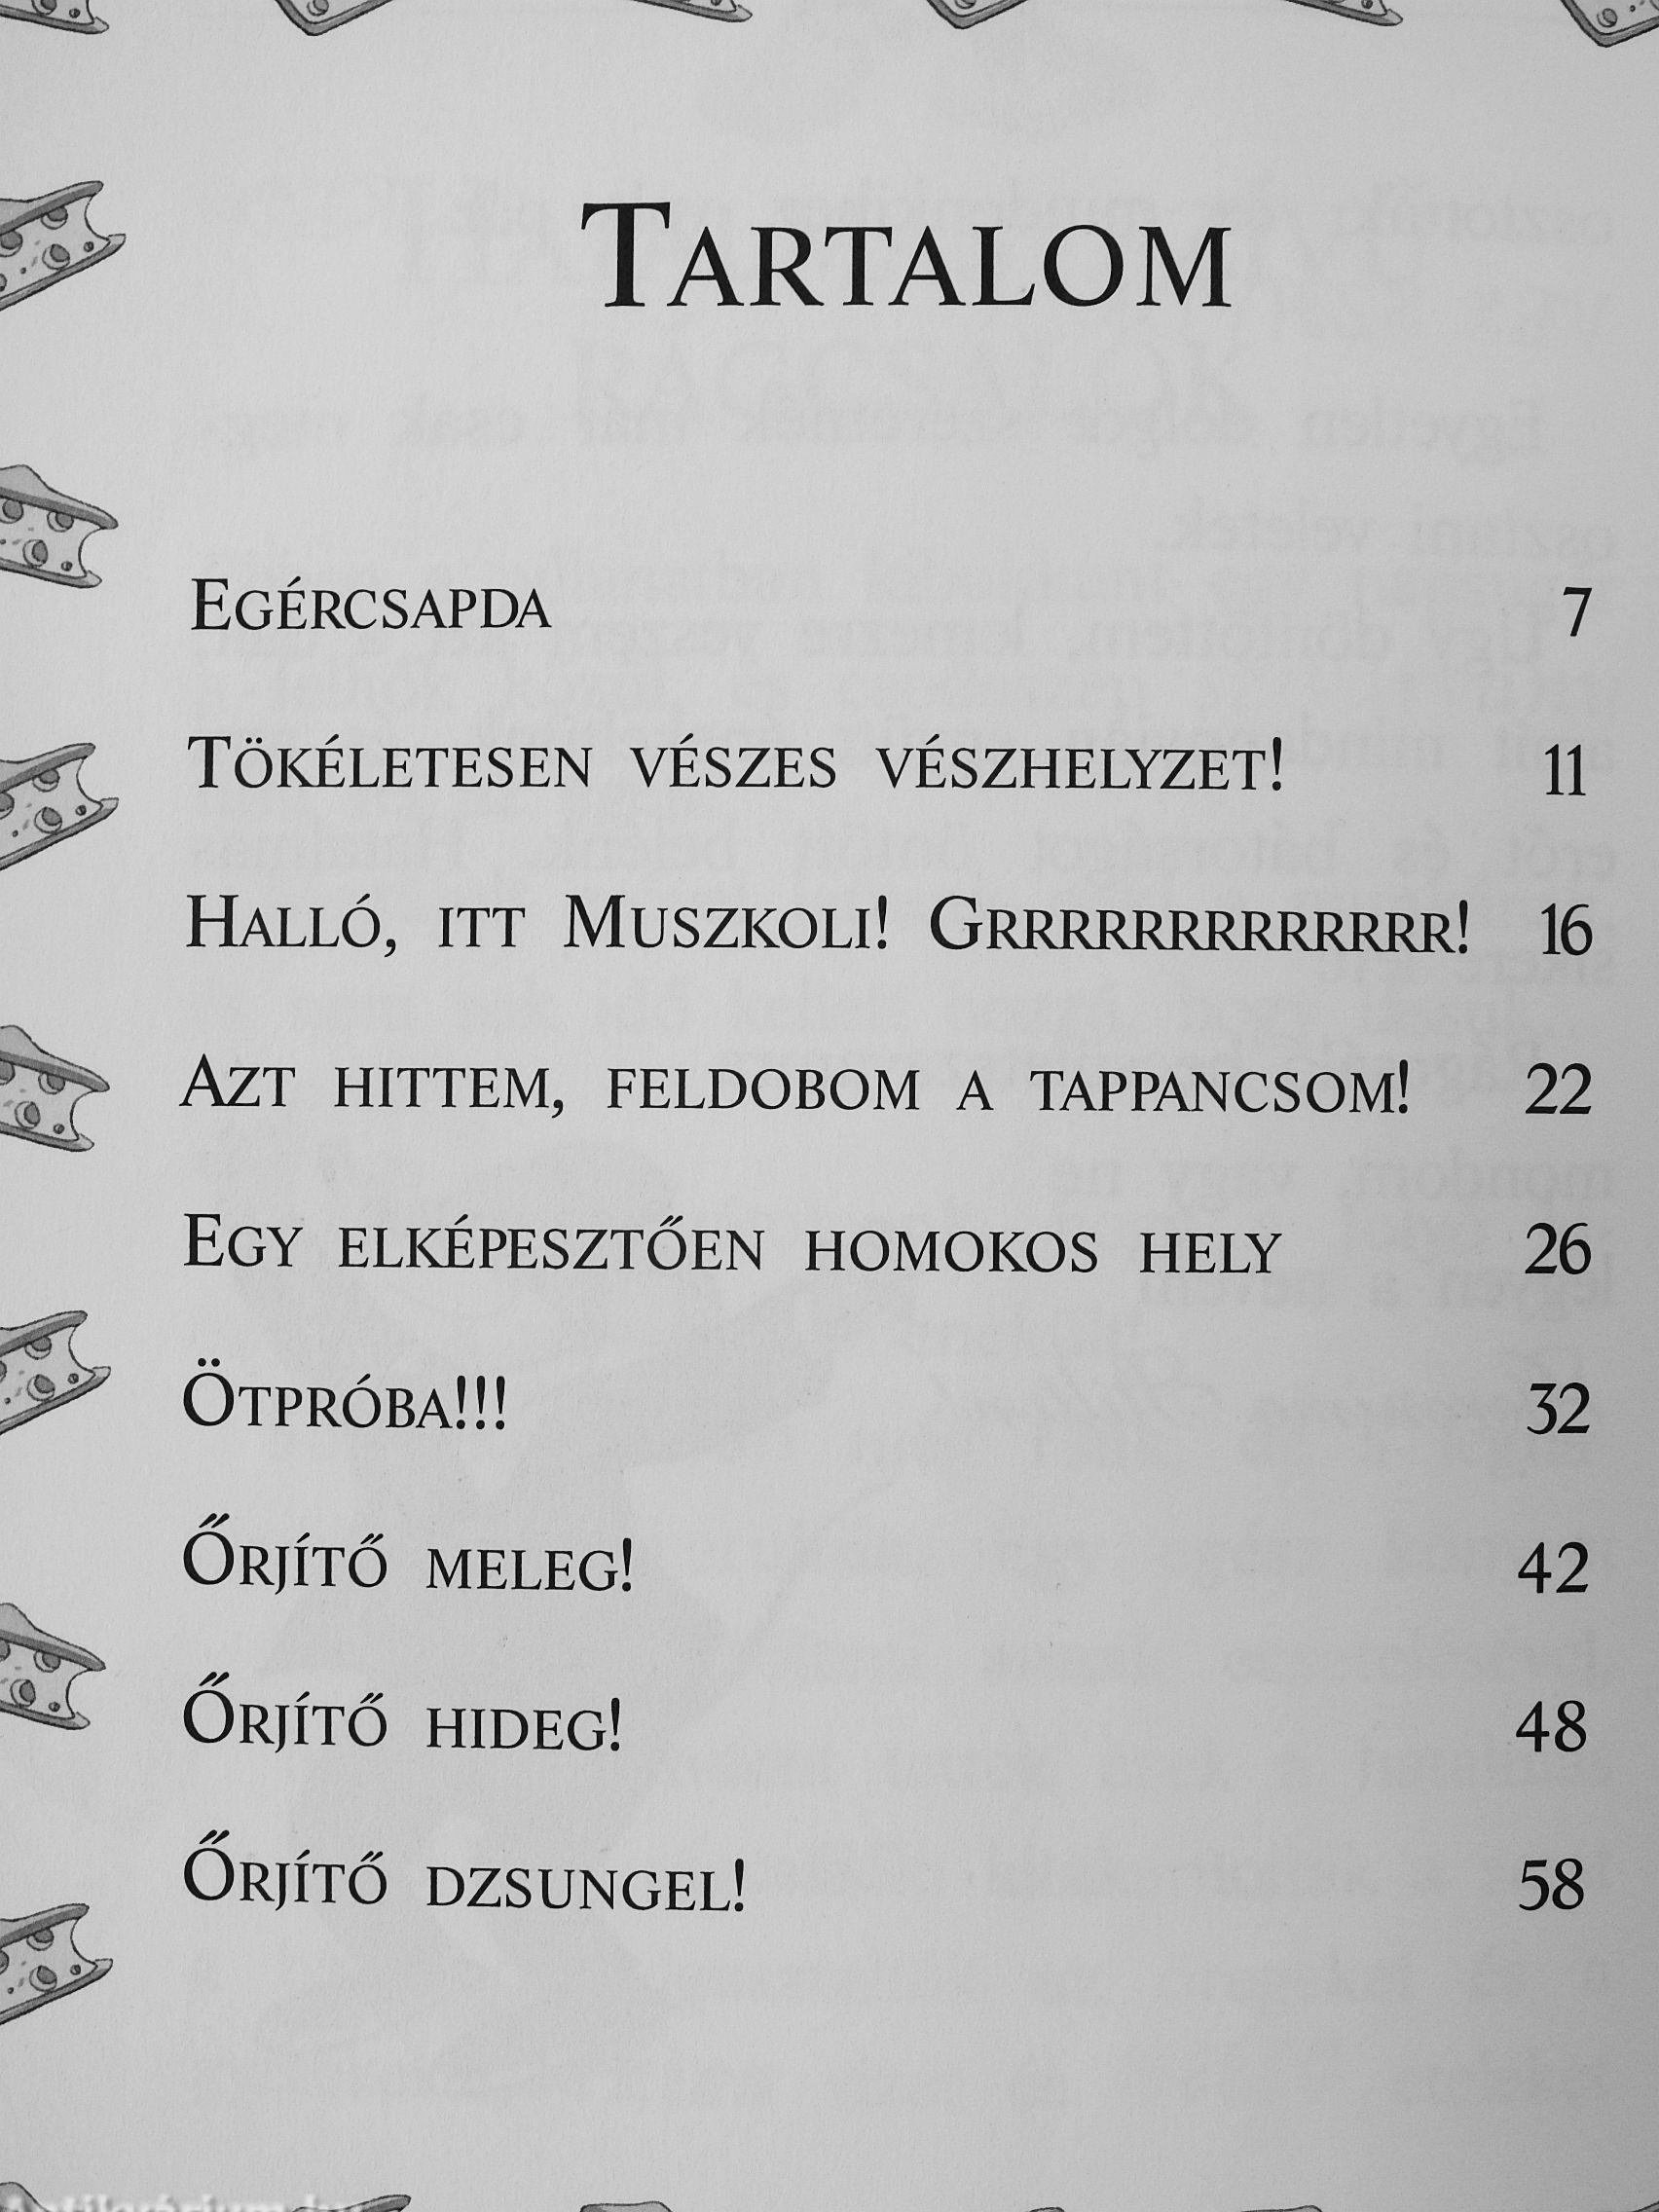 TARTALOM
EGÉRCSAPDA 7
TÖKÉLETESEN VÉSZES VÉSZHELYZET! 11
HALLÓ, ITT MUSZKOLI! GRRRRRRRRRRRRRR! 16
AZT HITTEM, FELDOBOM A TAPPANCSOM! 22
EGY ELKÉPESZTŐEN HOMOKOS HELY 26
ÖTPRÓBA!!! 32
ŐRJÍTŐ MELEG! 42
ŐRJÍTŐ HIDEG! 48
ŐRJÍTŐ DZSUNGEL! 58